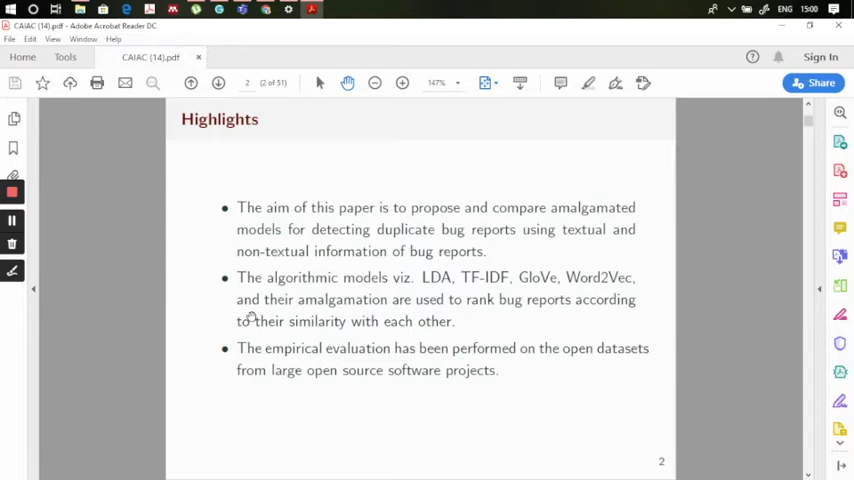 ENG 15:00
CAIAC (14).pdf - Adobe Acrobat Reader DC
File Edit View Sign Window Help
Home Tools CAIAC (14).pdf × Sign In
2 (2 of 51) 147% Share
Highlights
The aim of this paper is to propose and compare amalgamated
models for detecting duplicate bug reports using textual and
non-textual information of bug reports.
The algorithmic models viz. LDA, TF-IDF, GloVe, Word2Vec,
and their amalgamation are used to rank bug reports according
to their similarity with each other.
The empirical evaluation has been performed on the open datasets
from large open source software projects.
2